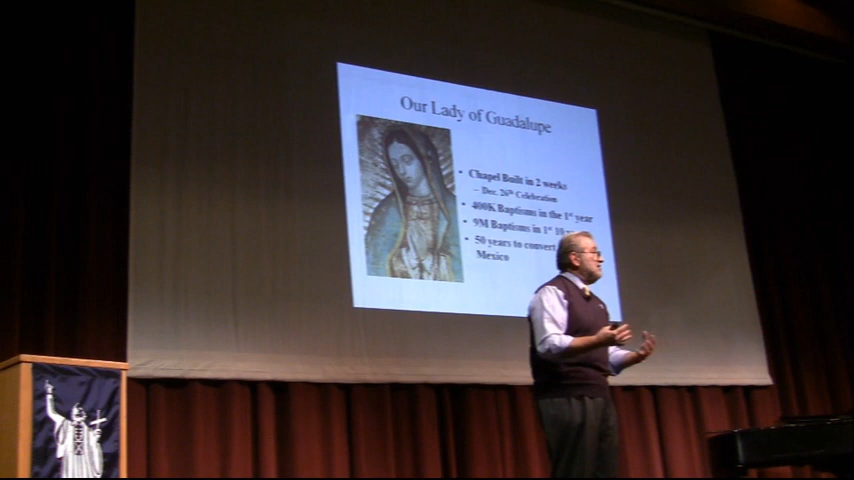 Our Lady of Guadalupe
• Chapel Built in 2 weeks
– Dec. 26th Celebration
• 400K Baptisms in the 1st year
• 9M Baptisms in 1st 10
• 50 years to convert
Mexico